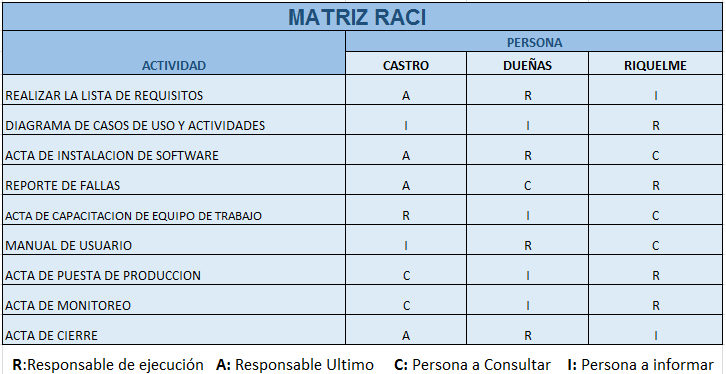 MATRIZ RACI
PERSONA
ACTIVIDAD CASTRO DUEÑAS RIQUELME
REALIZAR LA LISTA DE REQUISITOS A R I
DIAGRAMA DE CASOS DE USO Y ACTIVIDADES I I R
ACTA DE INSTALACION DE SOFTWARE A R C
REPORTE DE FALLAS A C R
ACTA DE CAPACITACION DE EQUIPO DE TRABAJO R I C
MANUAL DE USUARIO I R C
ACTA DE PUESTA DE PRODUCCION C I R
ACTA DE MONITOREO C I R
ACTA DE CIERRE A R I
R:Responsable de ejecución A: Responsable Ultimo C: Persona a Consultar I: Persona a informar